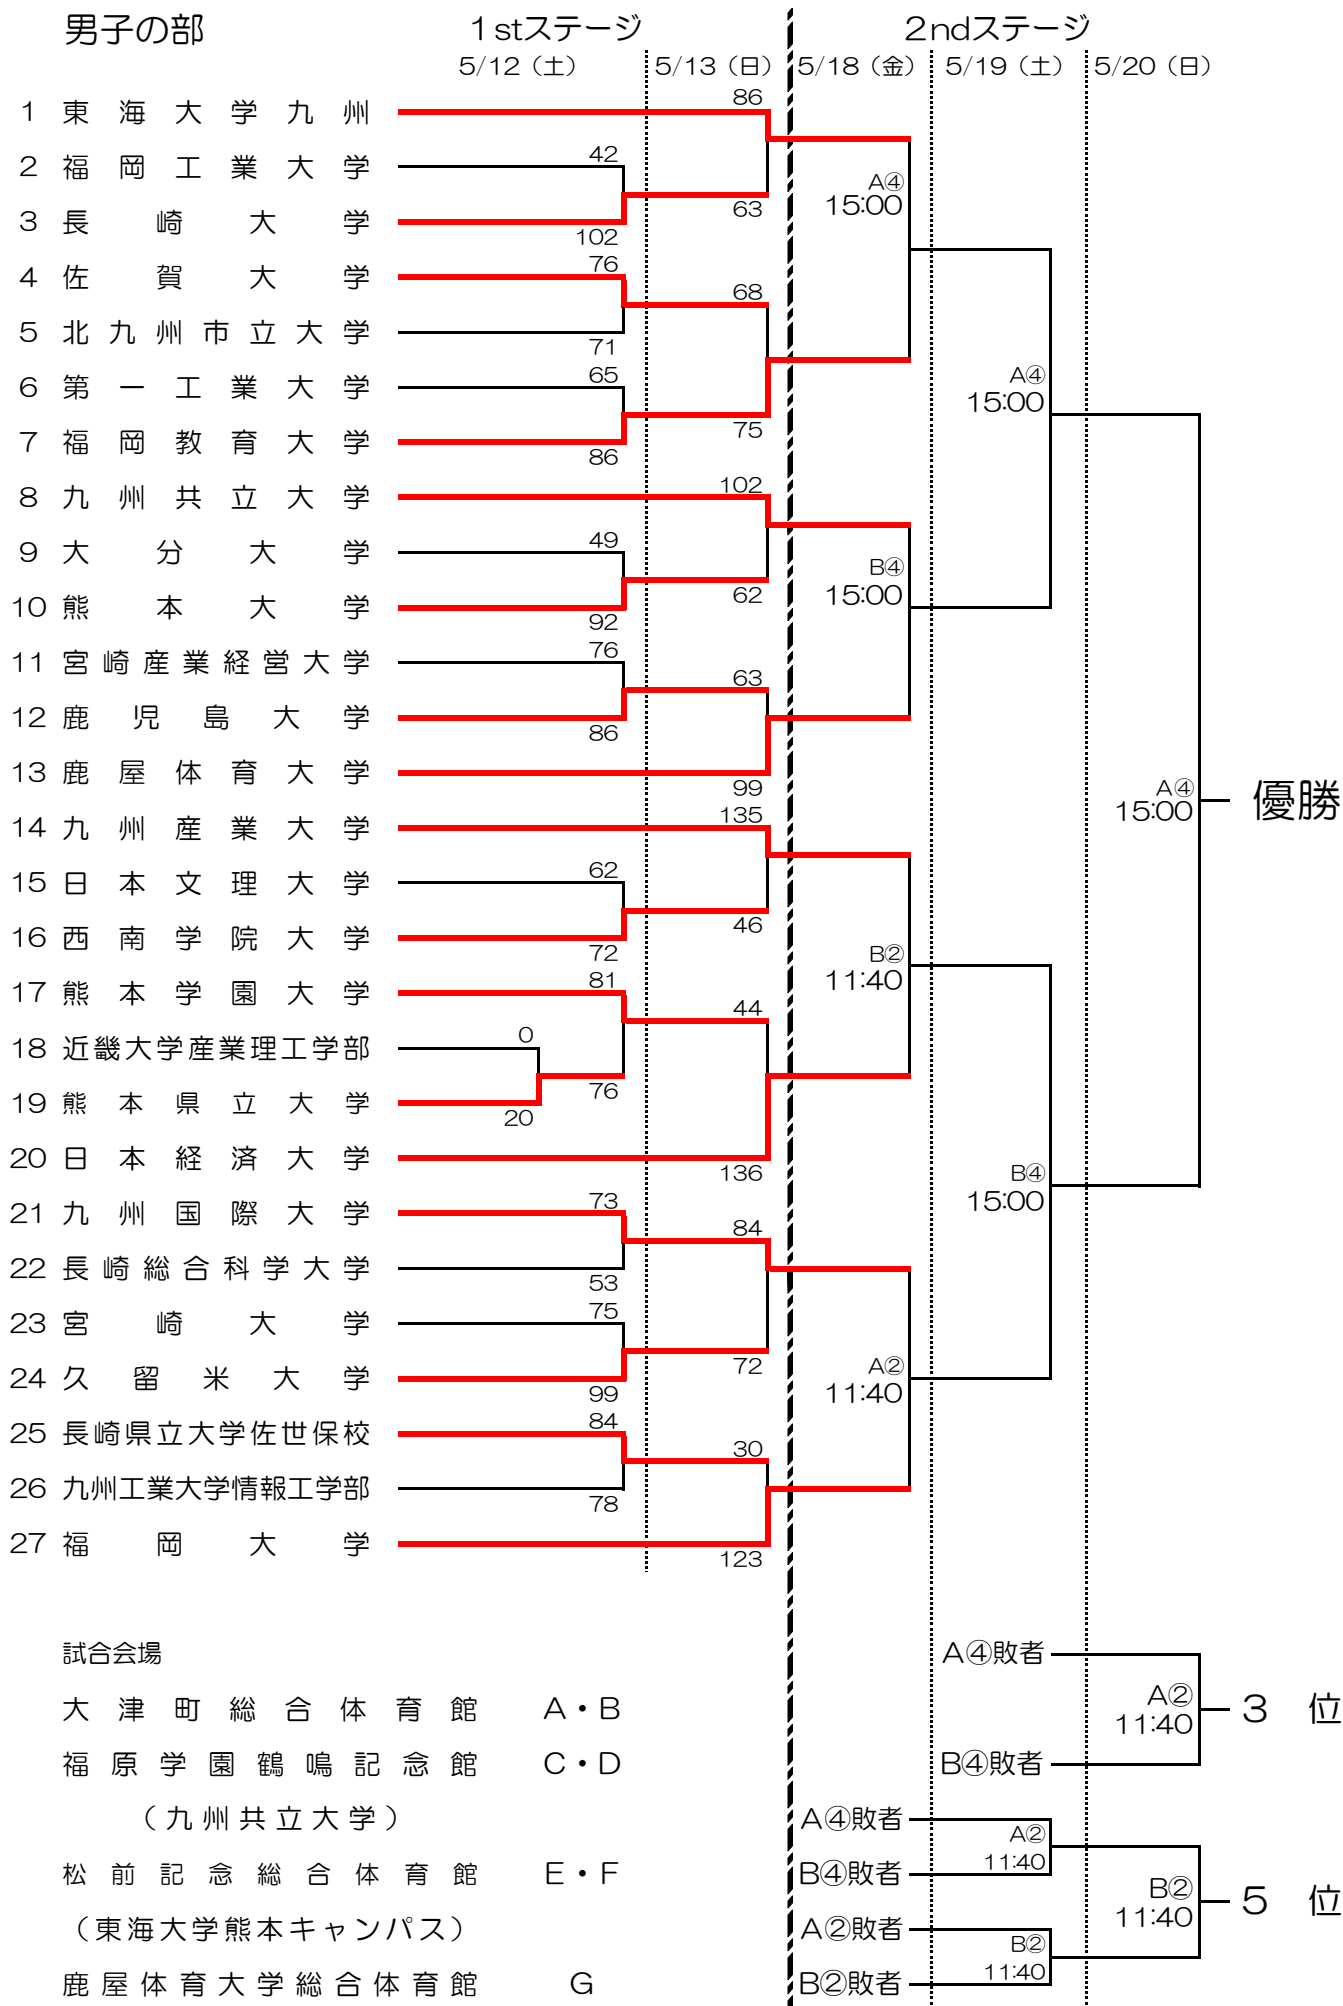 男子の部 1stステージ 2ndステージ
5/12（土） 5/13（日） 5/18（金） 5/19（土） 5/20（日）
86
1 東海大学九州
42
2 福岡工業大学
A④
15:00
63
3 長崎大学
102
76
4 佐賀大学
68
5 北九州市立大学
71
65
A④
6 第一工業大学
15:00
75
7 福岡教育大学
86
102
8 九州共立大学
49
9 大分大学
B④
15:00
62
10 熊本大学
92
76
11 宮崎産業経営大学
63
12 鹿児島大学
86
13 鹿屋体育大学
99
A④
15:00
優勝
135
14 九州産業大学
62
15 日本文理大学
46
16 西南学院大学
72
B②
11:40
81
17 熊本学園大学
44
0
18 近畿大学産業理工学部
76
19 熊本県立大学
20
20 日本経済大学
136
B④
15:00
73
21 九州国際大学
84
22 長崎総合科学大学
53
75
23 宮崎大学
72
A②
11:40
24 久留米大学
99
84
25 長崎県立大学佐世保校
30
26 九州工業大学情報工学部
78
27 福岡大学
123
試合会場 A④敗者
大津町総合体育館 A・B
A②
11:40
3位
福原学園鶴鳴記念館 C・D B④敗者
（九州共立大学） A④敗者
A②
11:40
松前記念総合体育館 E・F B④敗者
B②
11:40
5位
（東海大学熊本キャンパス） A②敗者
B②
11:40
鹿屋体育大学総合体育館 G B②敗者